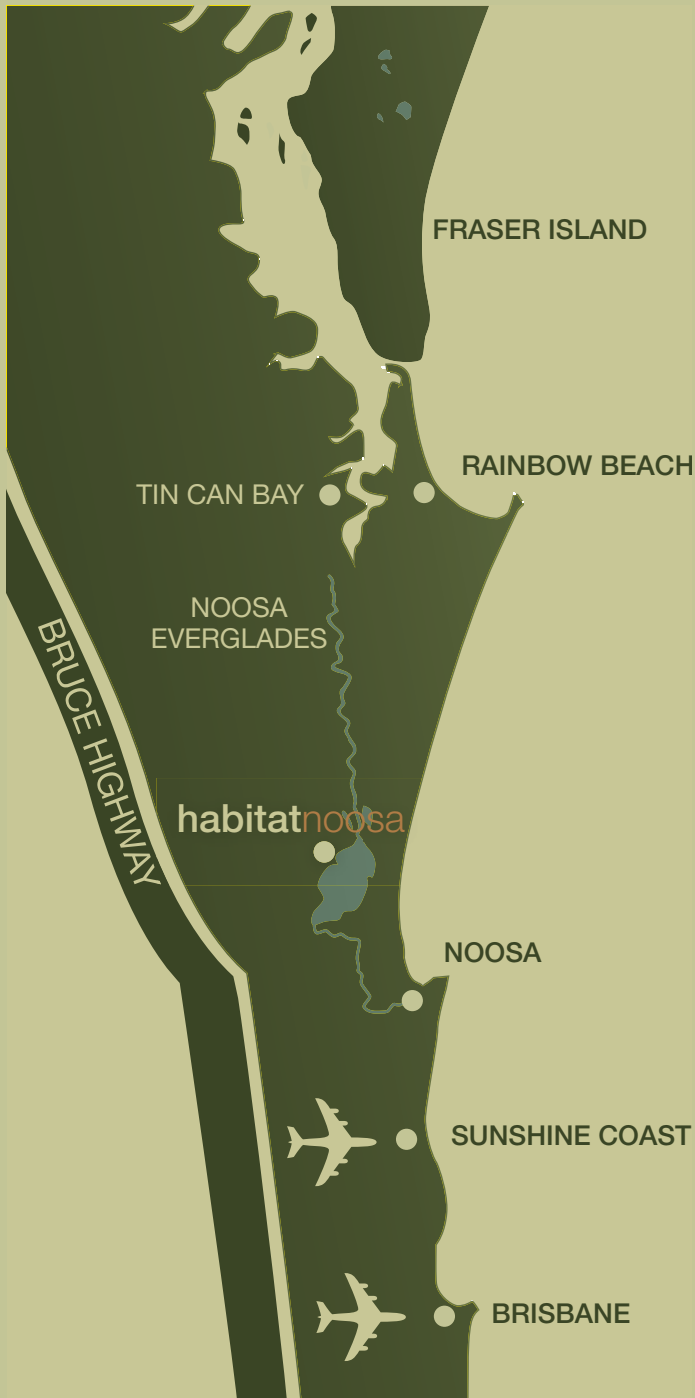 FRASER ISLAND
RAINBOW BEACH
TIN CAN BAY
NOOSA
EVERGLADES
BRUCE HIGHWAY
habitatnoosa
NOOSA
SUNSHINE COAST
BRISBANE